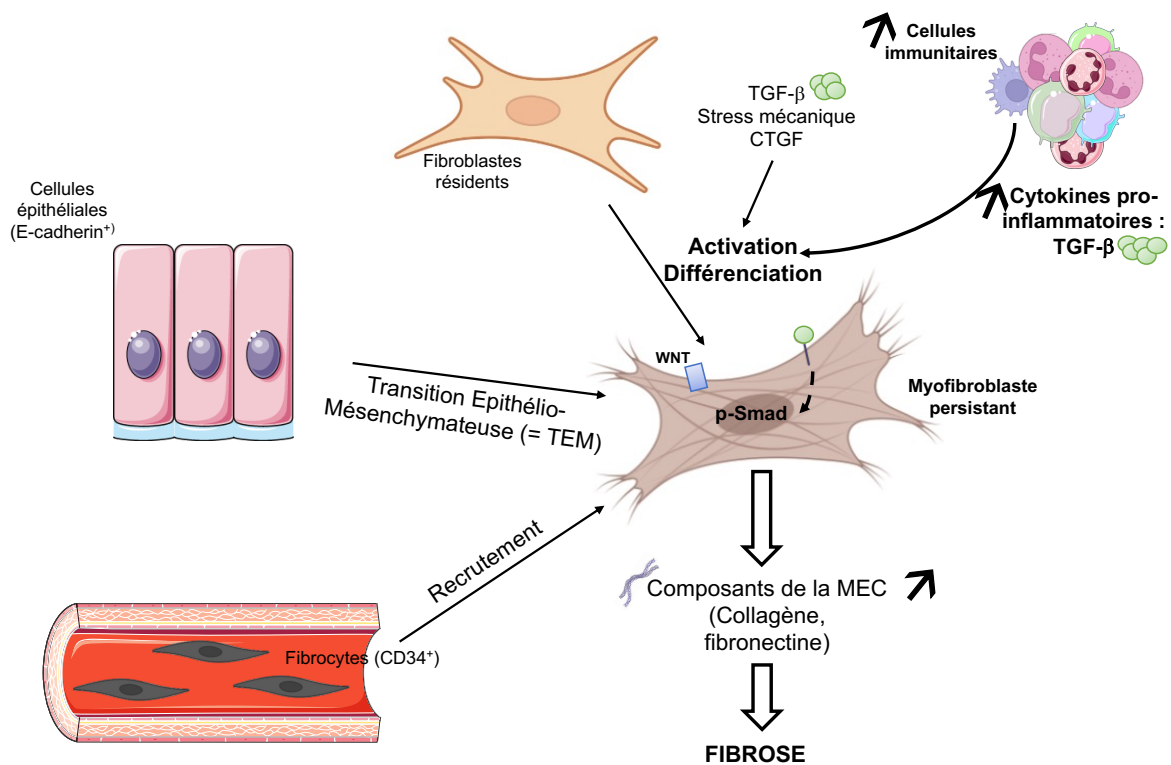 Cellules
immunitaires
TGF-β
Stress mécanique
CTGF
Fibroblastes
résidents
Cellules
épithéliales
(E-cadherin⁺⁾
Cytokines pro-
inflammatoires :
TGF-β
Activation
Différenciation
WNT
p-Smad
Myofibroblaste
persistant
Transition Epithélio-
Mésenchymateuse (= TEM)
Recrutement
Fibrocytes (CD34⁺)
Composants de la MEC
(Collagène,
fibronectine)
FIBROSE